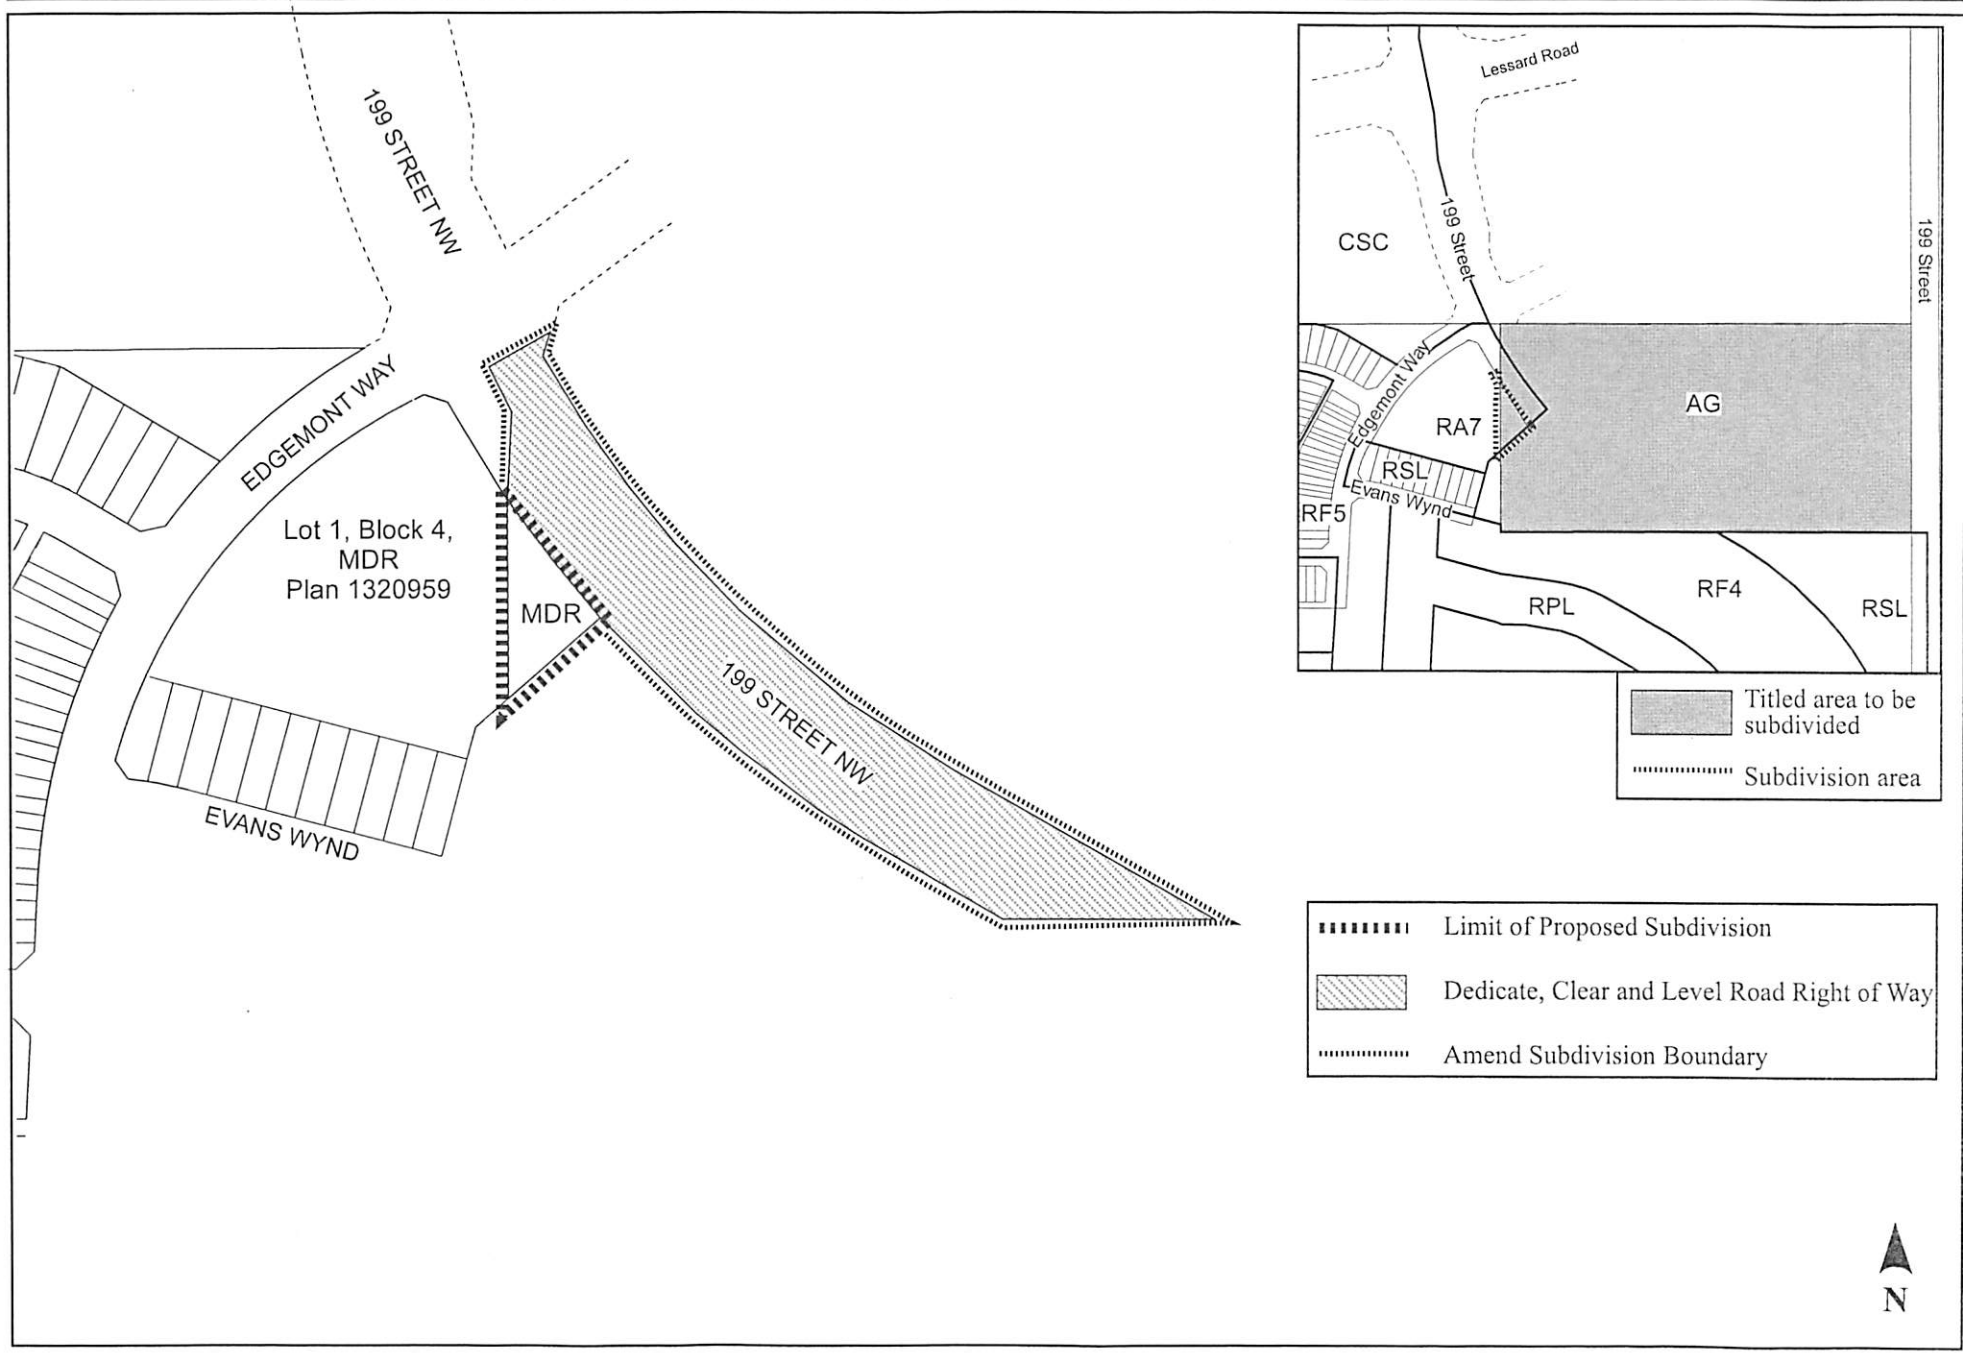 199 STREET NW
EDGEMONT WAY
Lot 1, Block 4,
MDR
Plan 1320959
MDR
199 STREET NW
EVANS WYND
Lessard Road
199 Street
199 Street
CSC
Edgemont Way
AG
RA7
RSL
Evans Wynd
RF5
RPL
RF4
RSL
Titled area to be
subdivided
Subdivision area
Limit of Proposed Subdivision
Dedicate, Clear and Level Road Right of Way
Amend Subdivision Boundary
N